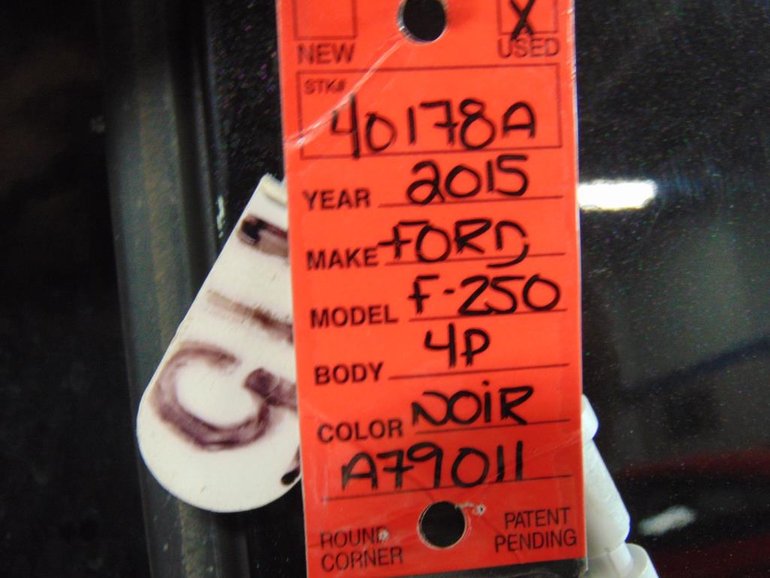 X
NEW USED
STK# 40178A
YEAR 2015
MAKE FORD
MODEL F-250
BODY 4P
COLOR NOIR
A79011
ROUND PATENT
CORNER PENDING